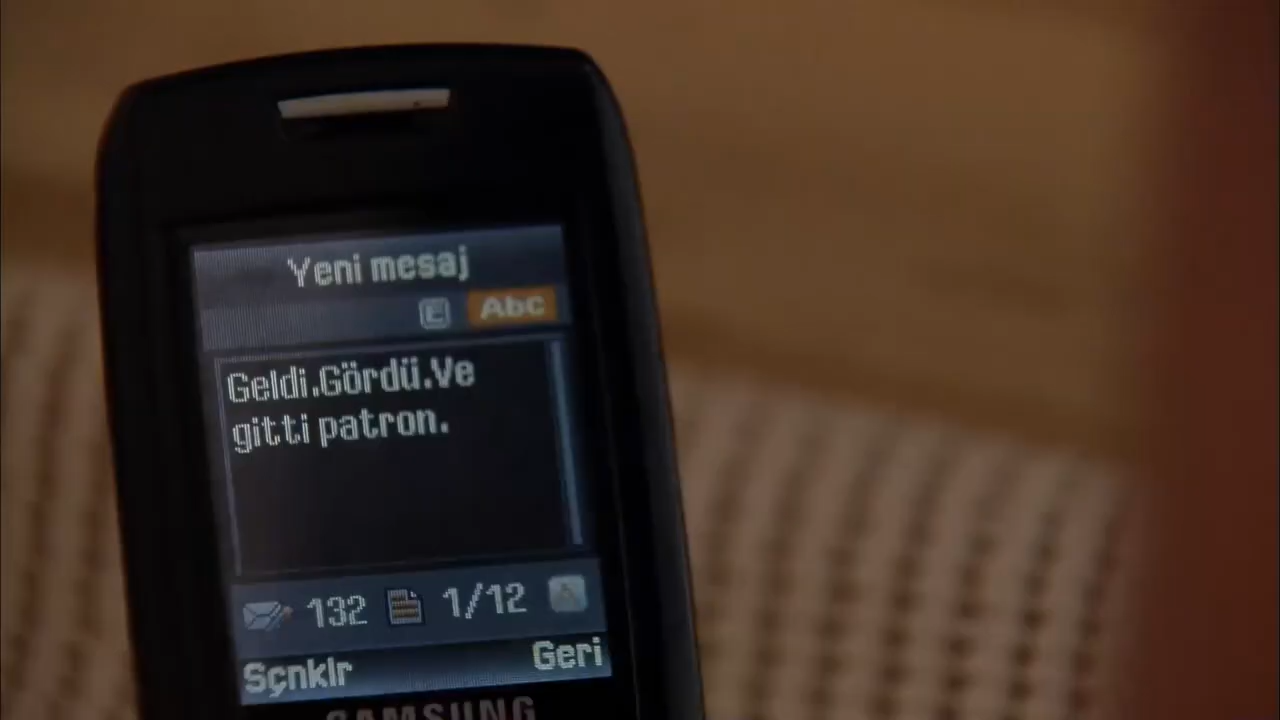 Yeni mesaj
E Abc
Geldi.Gördü.Ve
gitti patron.
132 1/12
Sçnklr Geri
SAMSUNG